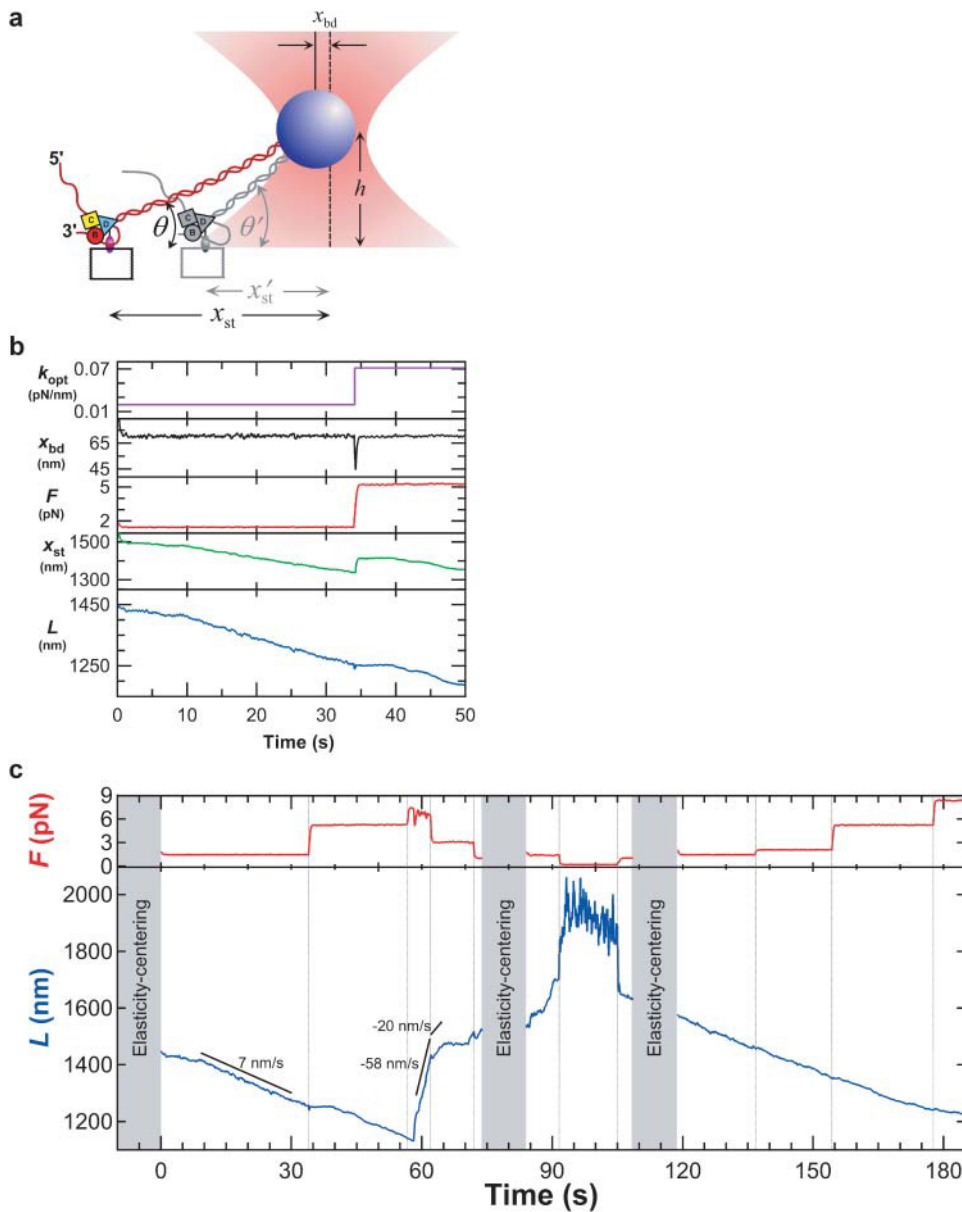 a
x_bd
5'
3'
C
D
B
C
D
B
θ
θ'
h
x'_st
x_st
b
k_opt
(pN/nm)
0.07
0.01
x_bd
(nm)
65
45
F
(pN)
5
2
x_st
(nm)
1500
1300
L
(nm)
1450
1250
0 10 20 30 40 50
Time (s)
c
F (pN)
9
6
3
0
L (nm)
2000
1800
1600
1400
1200
Elasticity-centering
Elasticity-centering
Elasticity-centering
7 nm/s
-20 nm/s
-58 nm/s
0 30 60 90 120 150 180
Time (s)